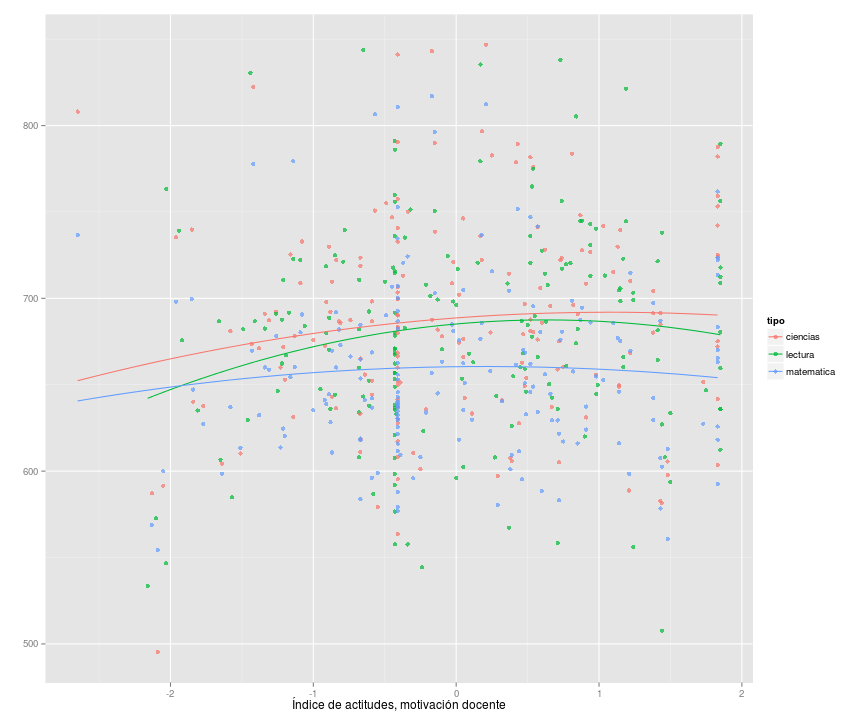 800
700
600
500
-2
-1
0
1
2
Índice de actitudes, motivación docente
tipo
ciencias
lectura
matematica